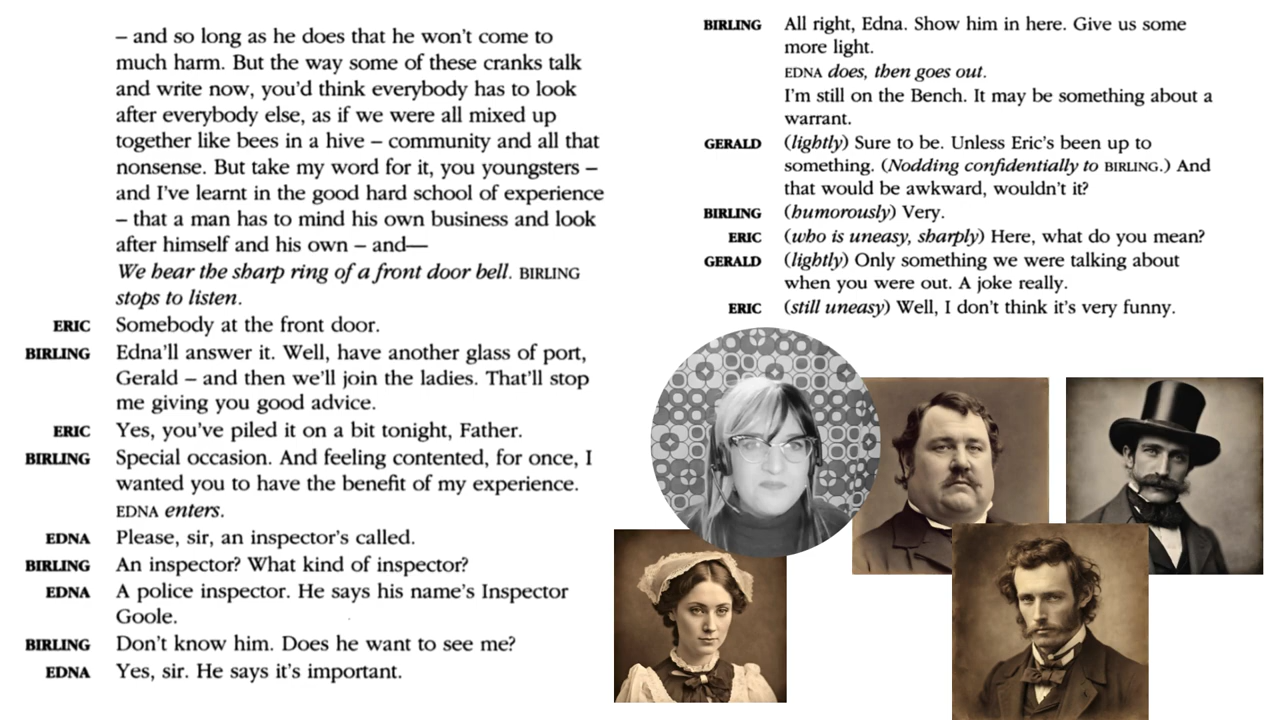 – and so long as he does that he won't come to
much harm. But the way some of these cranks talk
and write now, you'd think everybody has to look
after everybody else, as if we were all mixed up
together like bees in a hive – community and all that
nonsense. But take my word for it, you youngsters –
and I've learnt in the good hard school of experience
– that a man has to mind his own business and look
after himself and his own – and—
We hear the sharp ring of a front door bell. BIRLING
stops to listen.
ERIC Somebody at the front door.
BIRLING Edna'll answer it. Well, have another glass of port,
Gerald – and then we'll join the ladies. That'll stop
me giving you good advice.
ERIC Yes, you've piled it on a bit tonight, Father.
BIRLING Special occasion. And feeling contented, for once, I
wanted you to have the benefit of my experience.
EDNA enters.
EDNA Please, sir, an inspector's called.
BIRLING An inspector? What kind of inspector?
EDNA A police inspector. He says his name's Inspector
Goole.
BIRLING Don't know him. Does he want to see me?
EDNA Yes, sir. He says it's important.
BIRLING All right, Edna. Show him in here. Give us some
more light.
EDNA does, then goes out.
I'm still on the Bench. It may be something about a
warrant.
GERALD (lightly) Sure to be. Unless Eric's been up to
something. (Nodding confidentially to BIRLING.) And
that would be awkward, wouldn't it?
BIRLING (humorously) Very.
ERIC (who is uneasy, sharply) Here, what do you mean?
GERALD (lightly) Only something we were talking about
when you were out. A joke really.
ERIC (still uneasy) Well, I don't think it's very funny.